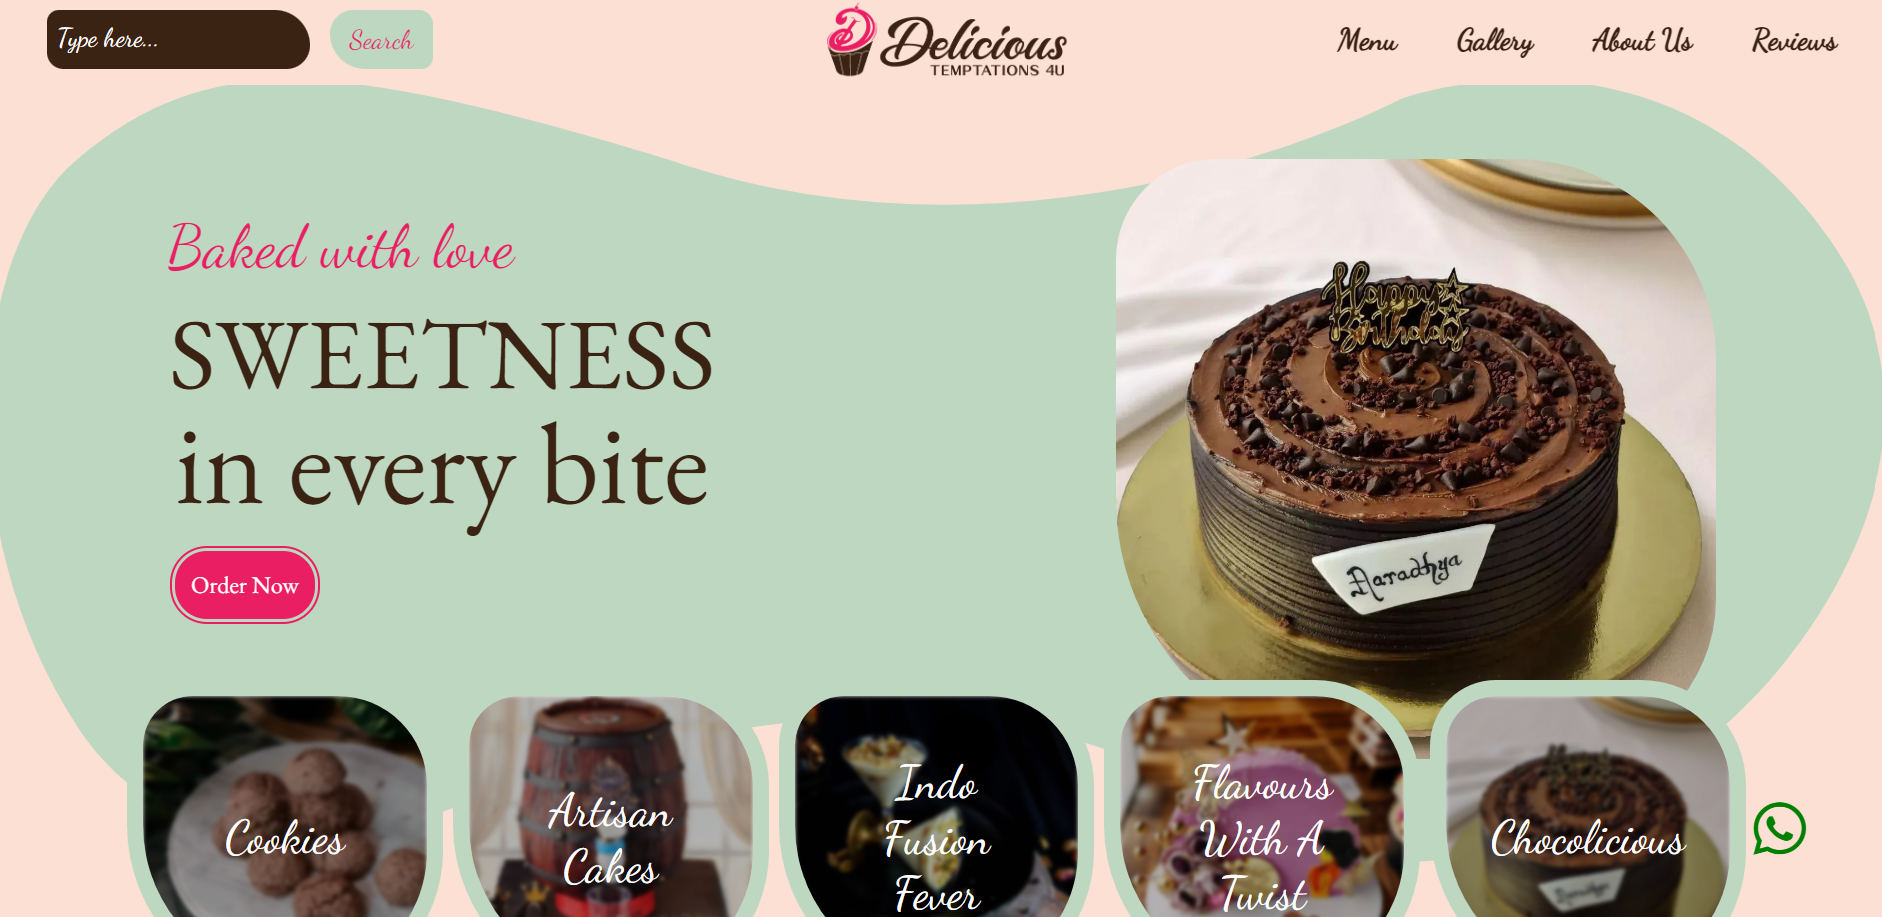 Type here...
Search
Delicious
TEMPTATIONS 4U
Menu
Gallery
About Us
Reviews
Baked with love
SWEETNESS
in every bite
Order Now
Happy
Birthday
Aaradhya
Cookies
Artisan
Cakes
Indo
Fusion
Fever
Flavours
With A
Twist
Chocolicious
Aaradhya